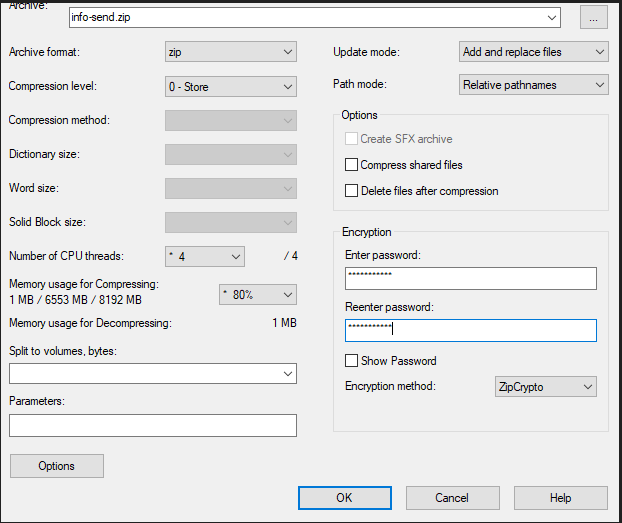 Archive:
info-send.zip
...
Archive format:
zip
Update mode:
Add and replace files
Compression level:
0 - Store
Path mode:
Relative pathnames
Compression method:
Options
Create SFX archive
Dictionary size:
Compress shared files
Word size:
Delete files after compression
Solid Block size:
Encryption
Number of CPU threads:
* 4
/ 4
Enter password:
***********
Memory usage for Compressing:
1 MB / 6553 MB / 8192 MB
* 80%
Reenter password:
***********
Memory usage for Decompressing:
1 MB
Split to volumes, bytes:
Show Password
Encryption method:
ZipCrypto
Parameters:
Options
OK
Cancel
Help